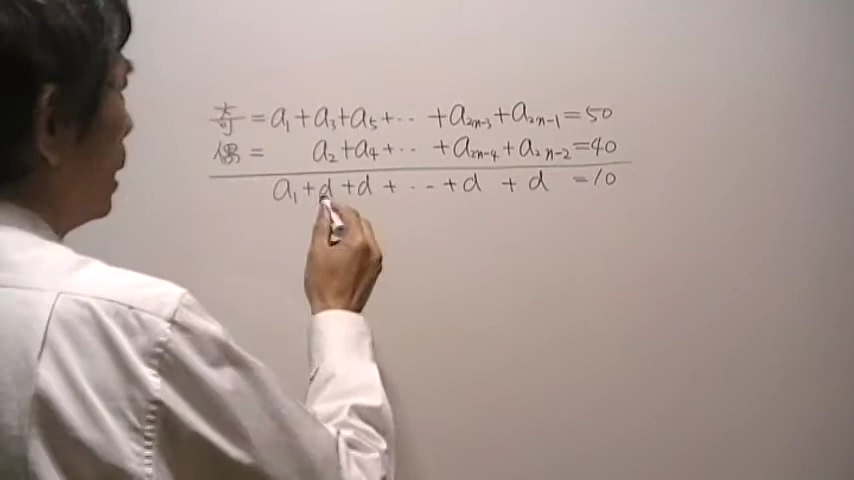 奇 = a₁ + a₃ + a₅ + ⋯ + a₂ₙ₋₃ + a₂ₙ₋₁ = 50
偶 = a₂ + a₄ + ⋯ + a₂ₙ₋₄ + a₂ₙ₋₂ = 40
a₁ + d + d + ⋯ + d + d = 10